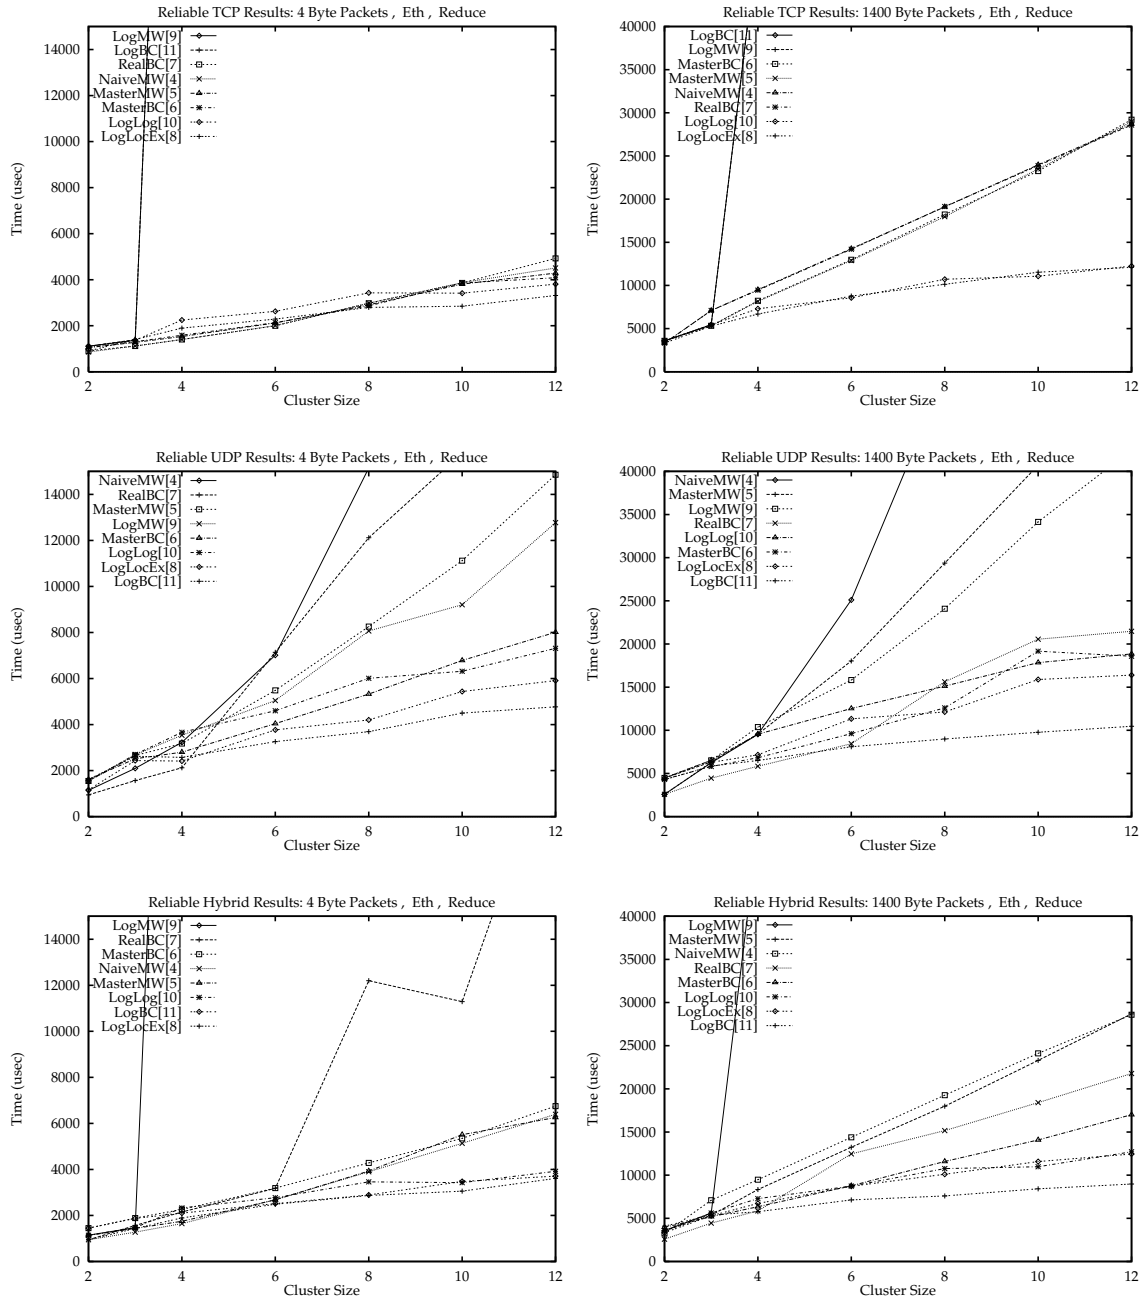 Reliable TCP Results: 4 Byte Packets , Eth , Reduce
LogMW[9]
LogBC[11]
RealBC[7]
NaiveMW[4]
MasterMW[5]
MasterBC[6]
LogLog[10]
LogLocEx[8]
14000
12000
10000
8000
6000
4000
2000
0
2 4 6 8 10 12
Time (usec)
Cluster Size
Reliable TCP Results: 1400 Byte Packets , Eth , Reduce
LogBC[11]
LogMW[9]
MasterBC[6]
MasterMW[5]
NaiveMW[4]
RealBC[7]
LogLog[10]
LogLocEx[8]
40000
35000
30000
25000
20000
15000
10000
5000
0
2 4 6 8 10 12
Time (usec)
Cluster Size
Reliable UDP Results: 4 Byte Packets , Eth , Reduce
NaiveMW[4]
RealBC[7]
MasterMW[5]
LogMW[9]
MasterBC[6]
LogLog[10]
LogLocEx[8]
LogBC[11]
14000
12000
10000
8000
6000
4000
2000
0
2 4 6 8 10 12
Time (usec)
Cluster Size
Reliable UDP Results: 1400 Byte Packets , Eth , Reduce
NaiveMW[4]
MasterMW[5]
LogMW[9]
RealBC[7]
LogLog[10]
MasterBC[6]
LogLocEx[8]
LogBC[11]
40000
35000
30000
25000
20000
15000
10000
5000
0
2 4 6 8 10 12
Time (usec)
Cluster Size
Reliable Hybrid Results: 4 Byte Packets , Eth , Reduce
LogMW[9]
RealBC[7]
MasterBC[6]
NaiveMW[4]
MasterMW[5]
LogLog[10]
LogBC[11]
LogLocEx[8]
14000
12000
10000
8000
6000
4000
2000
0
2 4 6 8 10 12
Time (usec)
Cluster Size
Reliable Hybrid Results: 1400 Byte Packets , Eth , Reduce
LogMW[9]
MasterMW[5]
NaiveMW[4]
RealBC[7]
MasterBC[6]
LogLog[10]
LogLocEx[8]
LogBC[11]
40000
35000
30000
25000
20000
15000
10000
5000
0
2 4 6 8 10 12
Time (usec)
Cluster Size